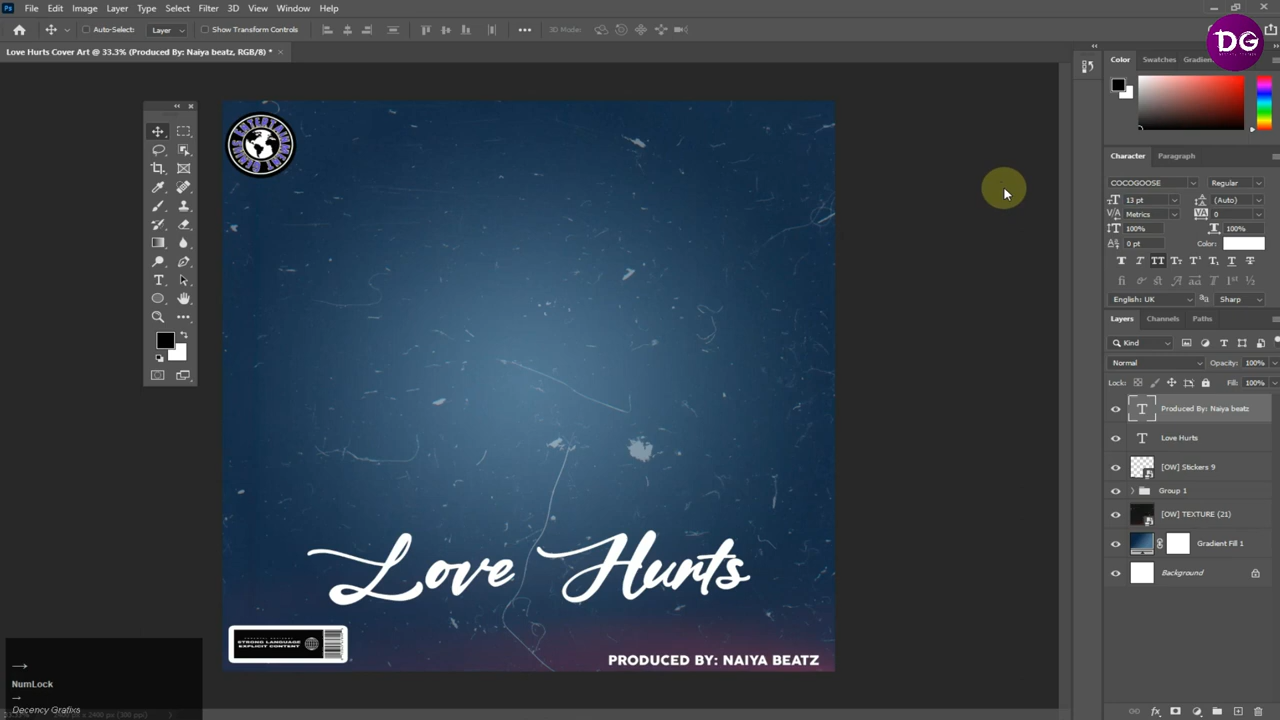 File Edit Image Layer Type Select Filter 3D View Window Help
DG
Auto-Select: Layer Show Transform Controls 3D Mode:
Love Hurts Cover Art @ 33.3% (Produced By: Naiya beatz, RGB/8) *
Color Swatches
ENTERTAINMENT GENIUS
Character Paragraph
COCOGOOSE Regular
13 pt (Auto)
Metrics 0
100% 100%
0 pt Color:
English: UK Sharp
Layers Channels Paths
Kind
Normal Opacity: 100%
Lock: Fill: 100%
Produced By: Naiya beatz
Love Hurts
[OW] Stickers 9
Group 1
[OW] TEXTURE (21)
Gradient Fill 1
Background
Love Hurts
STRONG LANGUAGE
EXPLICIT CONTENT
PRODUCED BY: NAIYA BEATZ
NumLock
Decency Grafixs